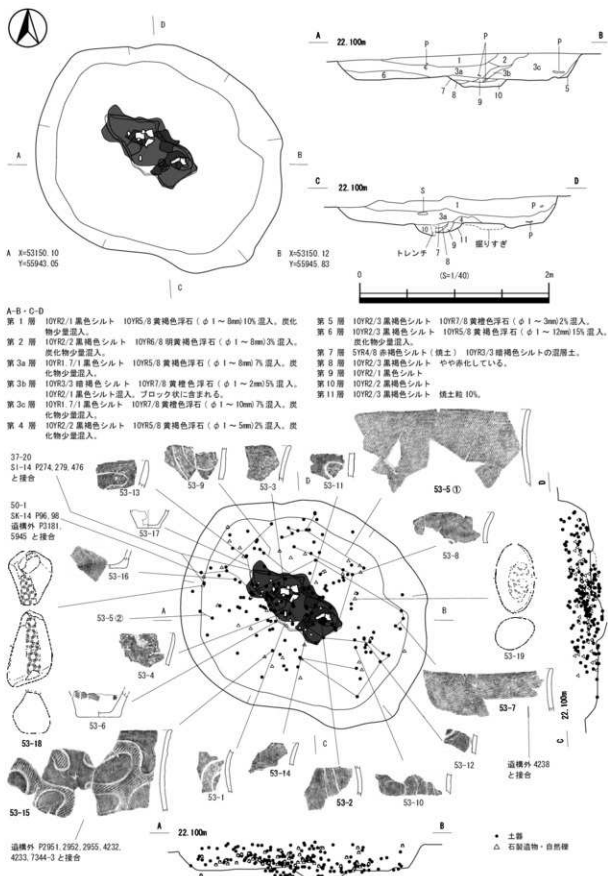 D
A
B
C
A X=53150.10
Y=55943.05
B X=53150.12
Y=55945.83
A 22.100m B
P P
1 2
6 3a 3b 3c
7 8 9 10 5
C 22.100m D
S
1
3a 4 P
10 7 8 9 11 P
トレンチ 掘りすぎ
0 (S=1/40) 2m
A-B・C-D
第 1 層 10YR2/1 黒色シルト 10YR5/8 黄褐色浮石(φ1~8mm)10% 混入。炭化物少量混入。
第 2 層 10YR2/2 黒褐色シルト 10YR6/8 明黄褐色浮石(φ1~8mm)3% 混入。炭化物少量混入。
第 3a 層 10YR1.7/1 黒色シルト 10YR5/8 黄褐色浮石(φ1~8mm)7% 混入。炭化物少量混入。
第 3b 層 10YR3/3 暗褐色シルト 10YR7/8 黄橙色浮石(φ1~2mm)5% 混入。10YR2/1 黒色シルト混入。ブロック状に含まれる。
第 3c 層 10YR1.7/1 黒色シルト 10YR7/8 黄橙色浮石(φ1~10mm)7% 混入。炭化物少量混入。
第 4 層 10YR2/2 黒褐色シルト 10YR5/8 黄褐色浮石(φ1~5mm)2% 混入。炭化物少量混入。
第 5 層 10YR2/3 黒褐色シルト 10YR7/8 黄橙色浮石(φ1~3mm)2% 混入。
第 6 層 10YR2/3 黒褐色シルト 10YR5/8 黄褐色浮石(φ1~12mm)15% 混入。炭化物少量混入。
第 7 層 5YR4/8 赤褐色シルト(焼土) 10YR3/3 暗褐色シルトの混層土。
第 8 層 10YR2/3 黒褐色シルト やや赤化している。
第 9 層 10YR2/1 黒色シルト
第 10 層 10YR2/2 黒褐色シルト
第 11 層 10YR2/3 黒褐色シルト 焼土粒 10%。
37-20
SI-14 P274,279,476
と接合
50-1
SK-14 P96,98
遺構外 P3181,
5945 と接合
53-13
53-9
53-3
53-11
53-5 ①
53-17
53-8
53-16
53-5 ②
53-4
53-19
53-6
53-7
53-18
53-12
遺構外 4238
と接合
53-15
53-1
53-14
53-2
53-10
遺構外 P2951, 2952, 2955, 4232,
4233, 7344-3 と接合
D
A
B
C
D
22.100m
C
A 22.100m B
● 土器
△ 石製遺物・自然礫